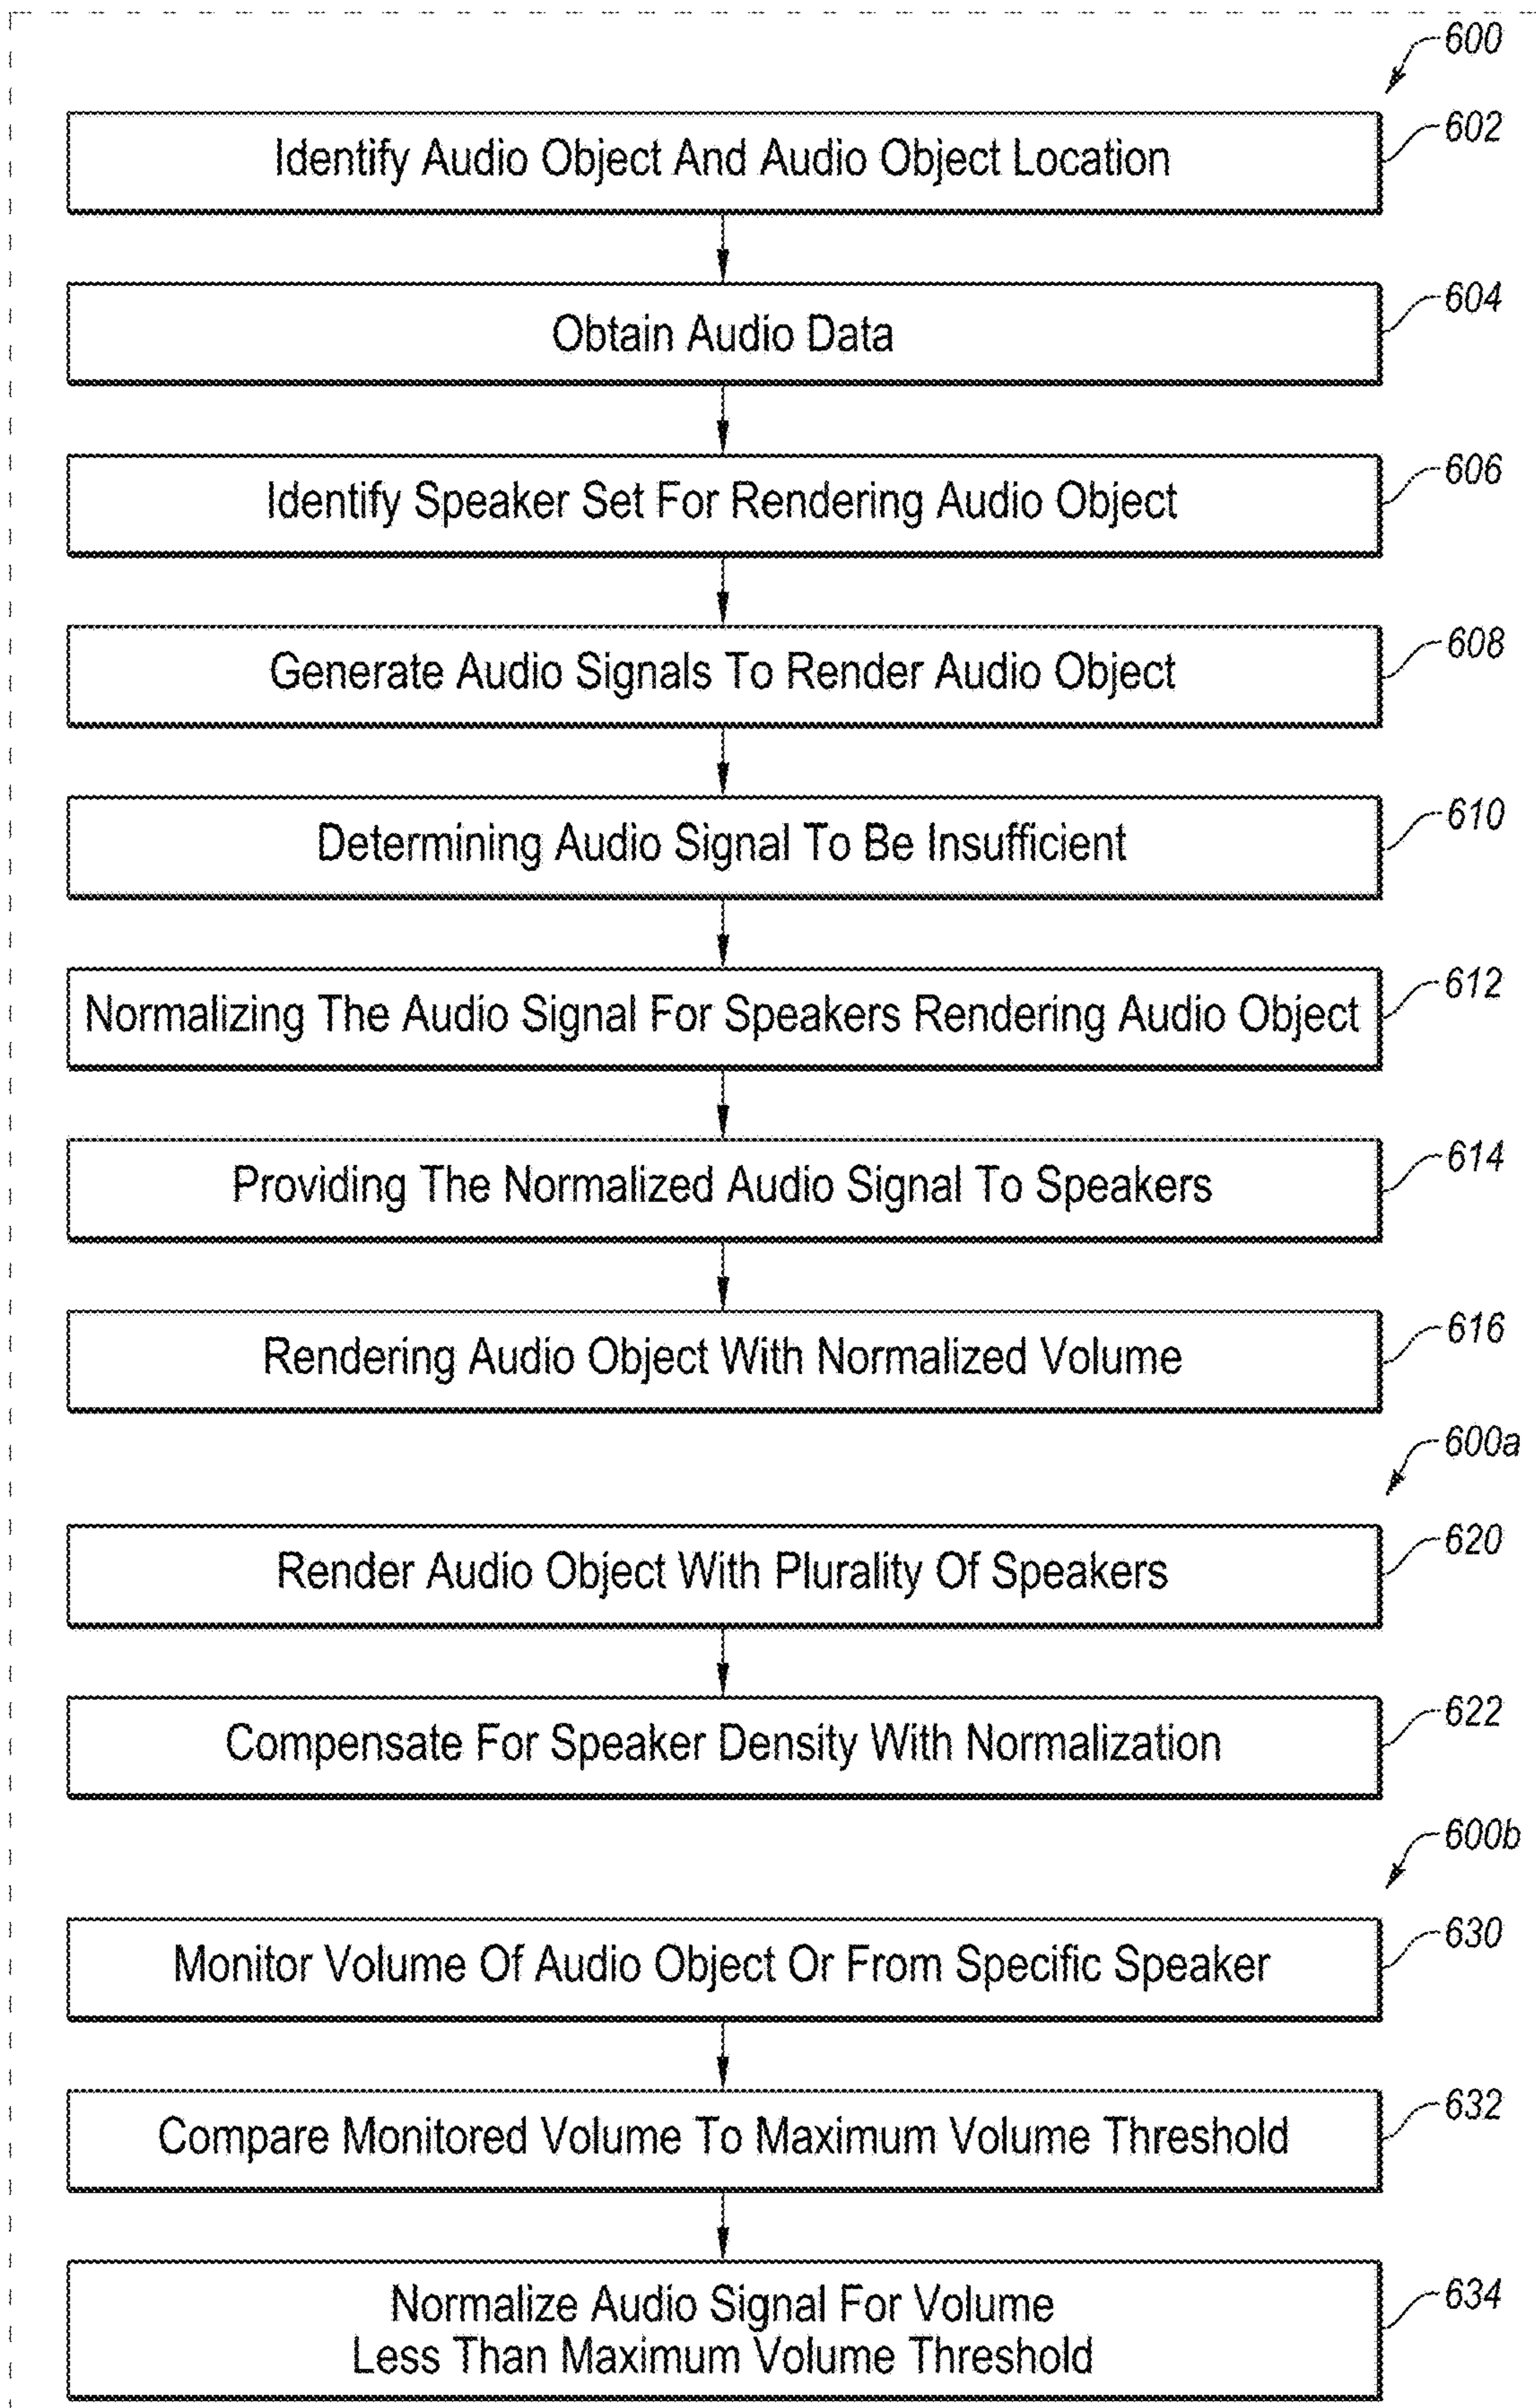 600
Identify Audio Object And Audio Object Location
602
Obtain Audio Data
604
Identify Speaker Set For Rendering Audio Object
606
Generate Audio Signals To Render Audio Object
608
Determining Audio Signal To Be Insufficient
610
Normalizing The Audio Signal For Speakers Rendering Audio Object
612
Providing The Normalized Audio Signal To Speakers
614
Rendering Audio Object With Normalized Volume
616
600a
Render Audio Object With Plurality Of Speakers
620
Compensate For Speaker Density With Normalization
622
600b
Monitor Volume Of Audio Object Or From Specific Speaker
630
Compare Monitored Volume To Maximum Volume Threshold
632
Normalize Audio Signal For Volume
Less Than Maximum Volume Threshold
634